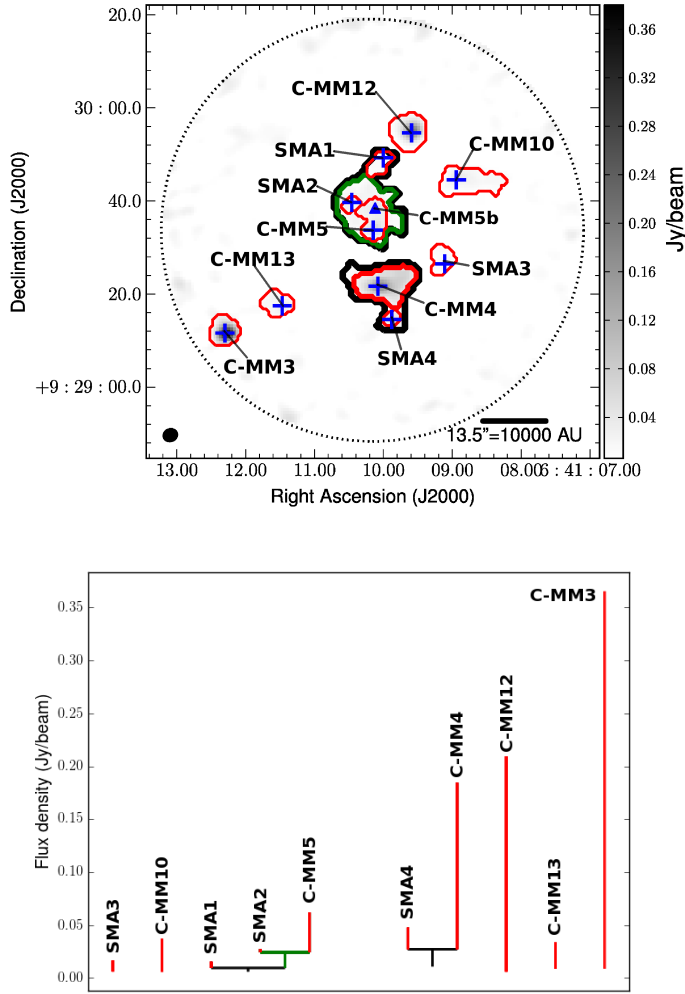 20.0
30 : 00.0
40.0
20.0
+9 : 29 : 00.0
Declination (J2000)
C-MM12
SMA1
C-MM10
SMA2
C-MM5b
C-MM5
C-MM13
SMA3
C-MM4
C-MM3
SMA4
13.5"=10000 AU
13.00
12.00
11.00
10.00
09.00
08.00
6 : 41 : 07.00
Right Ascension (J2000)
0.36
0.32
0.28
0.24
0.20
0.16
0.12
0.08
0.04
Jy/beam
0.35
0.30
0.25
0.20
0.15
0.10
0.05
0.00
Flux density (Jy/beam)
SMA3
C-MM10
SMA1
SMA2
C-MM5
SMA4
C-MM4
C-MM12
C-MM13
C-MM3